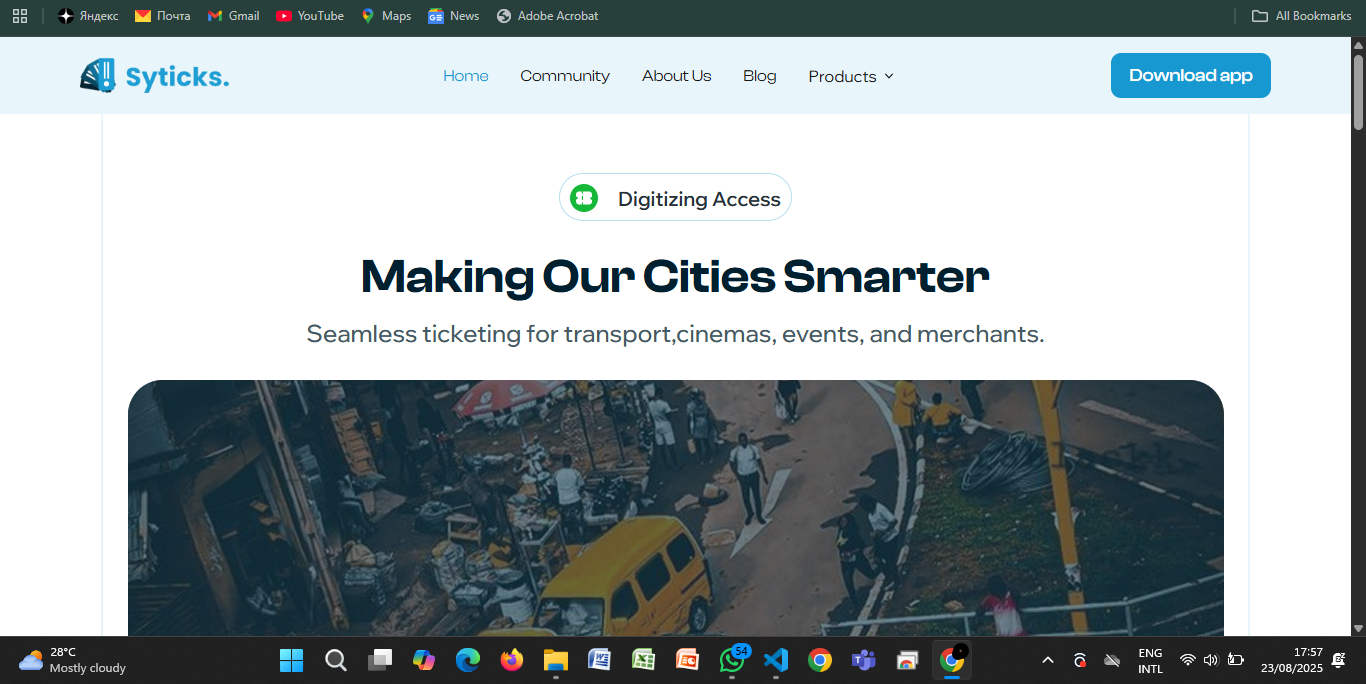 Яндекс Почта Gmail YouTube Maps News Adobe Acrobat All Bookmarks
Syticks. Home Community About Us Blog Products Download app
Digitizing Access
Making Our Cities Smarter
Seamless ticketing for transport,cinemas, events, and merchants.
28°C
Mostly cloudy
54
ENG
INTL
17:57
23/08/2025